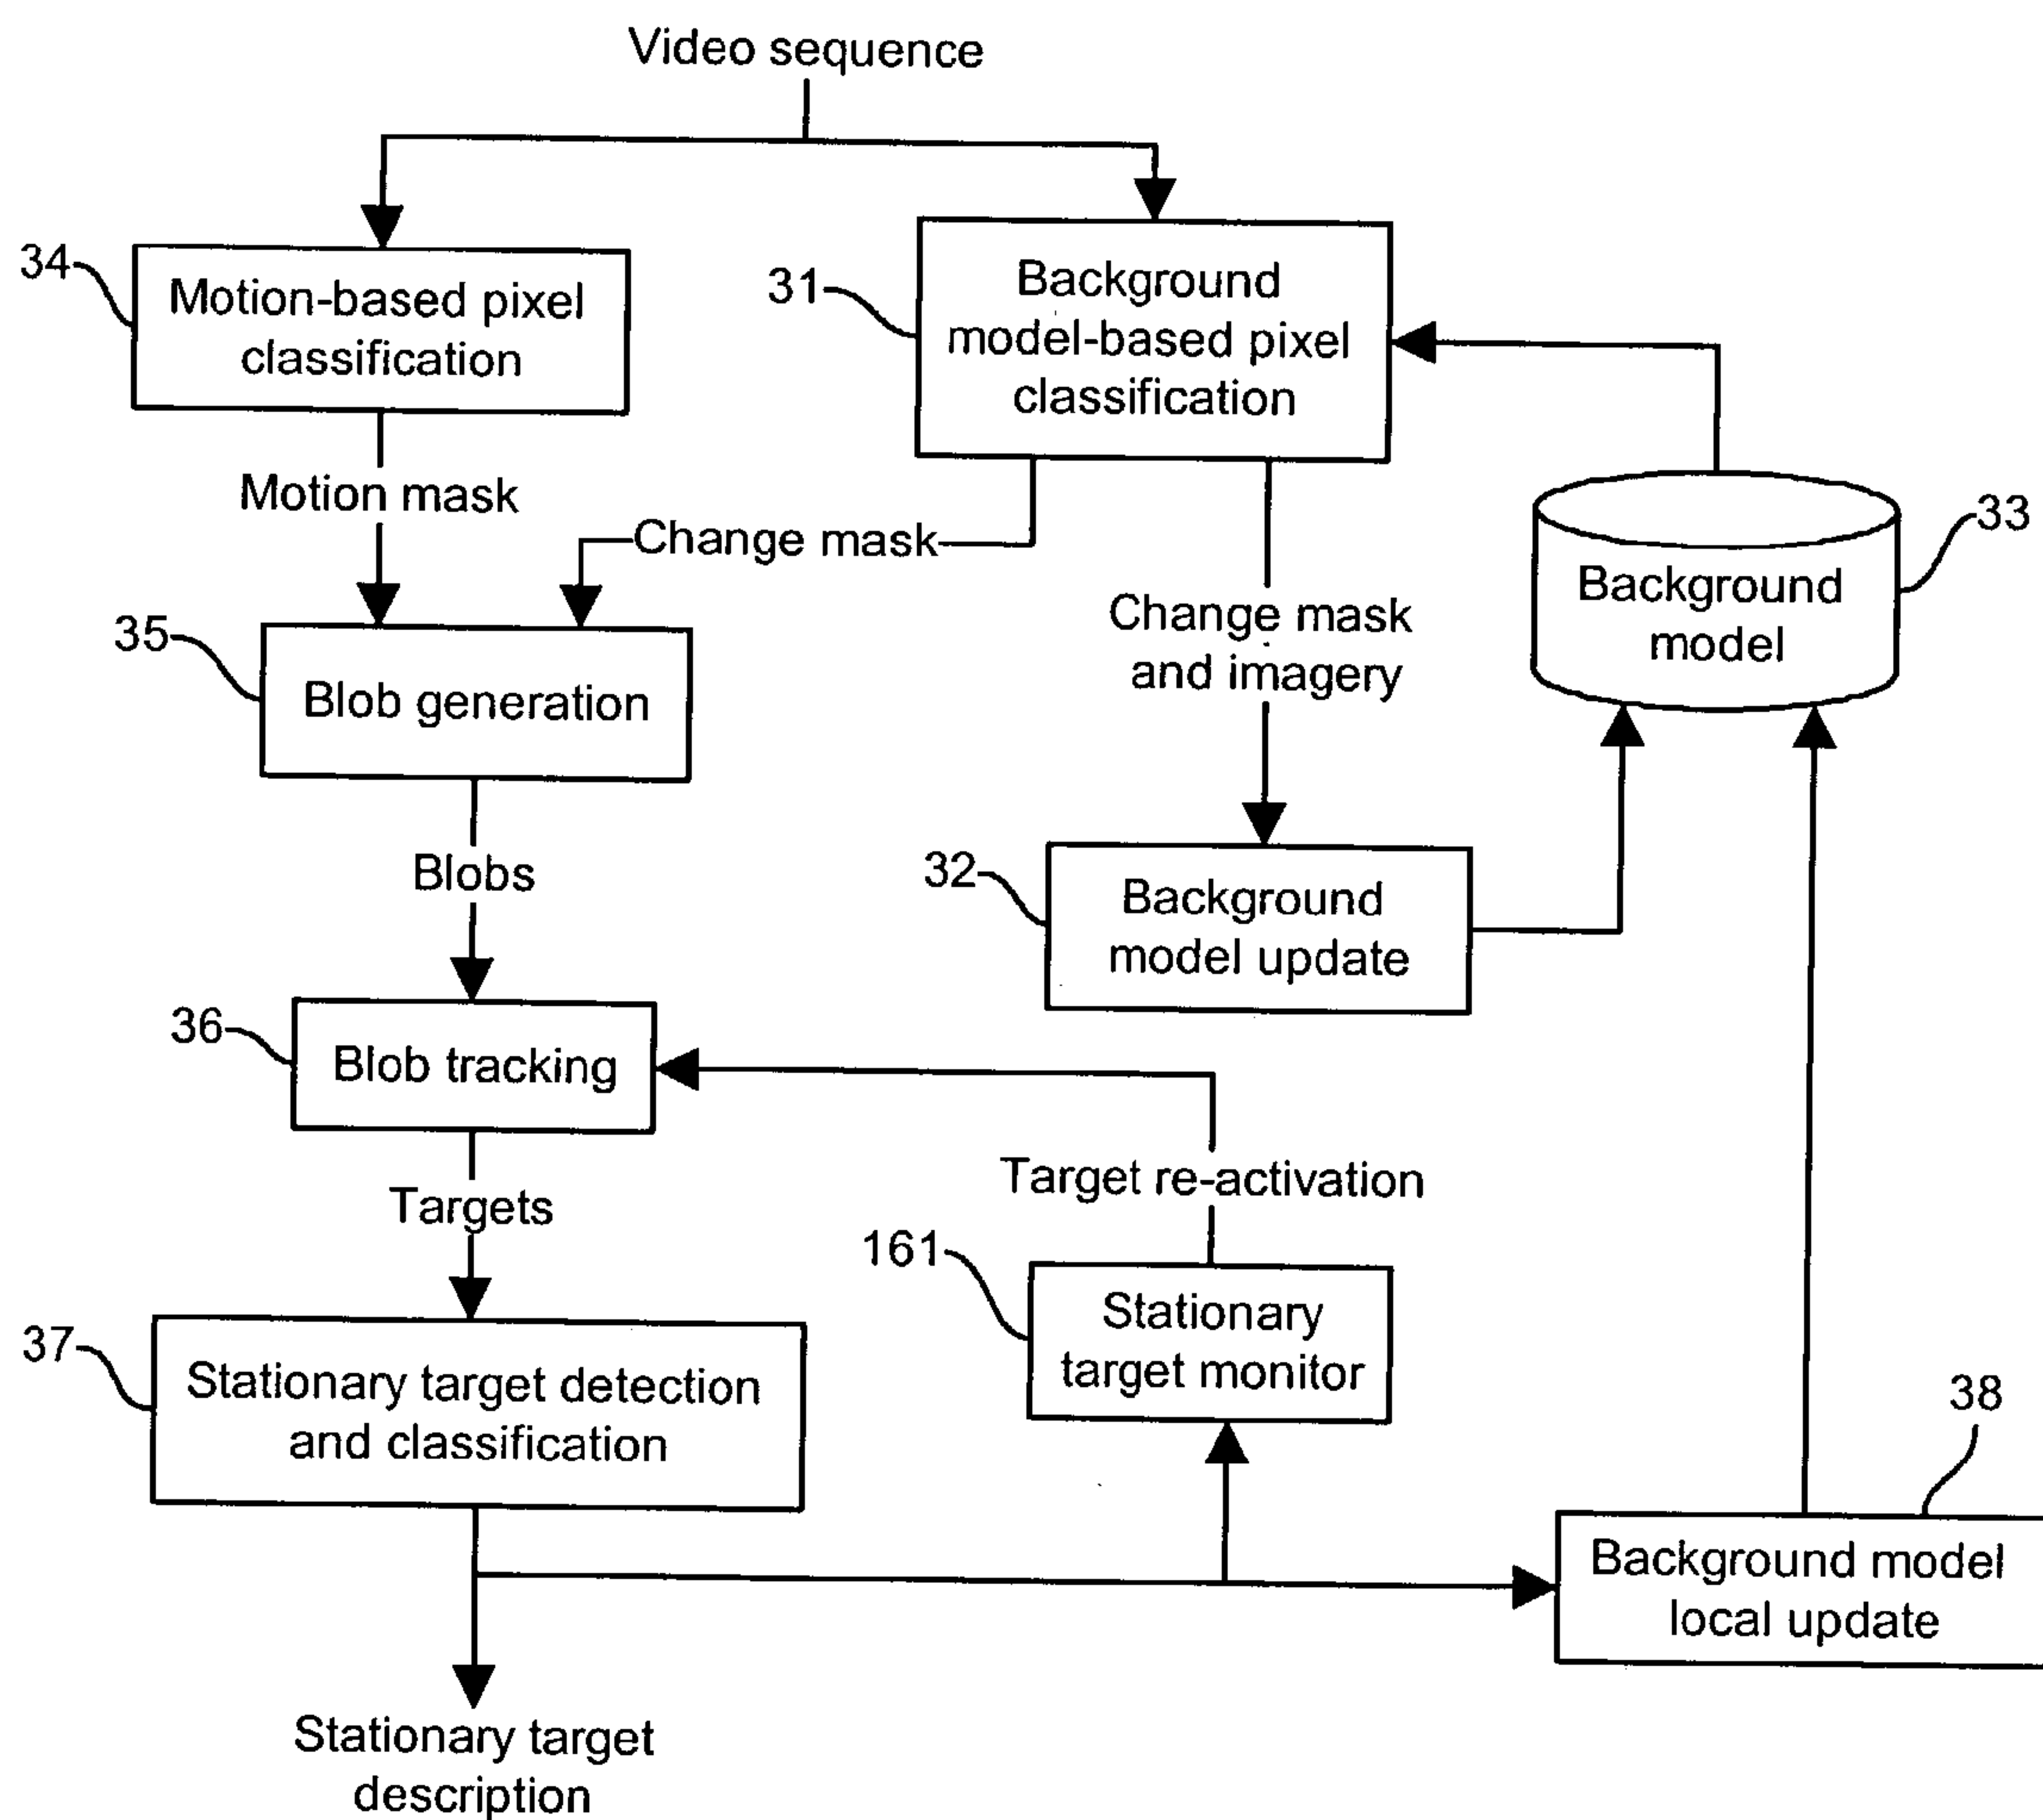 Video sequence
34
Motion-based pixel
classification
31
Background
model-based pixel
classification
Motion mask
Change mask
33
Background
model
Change mask
and imagery
35
Blob generation
Blobs
32
Background
model update
36
Blob tracking
Targets
Target re-activation
161
Stationary
target monitor
37
Stationary target detection
and classification
38
Background model
local update
Stationary target
description